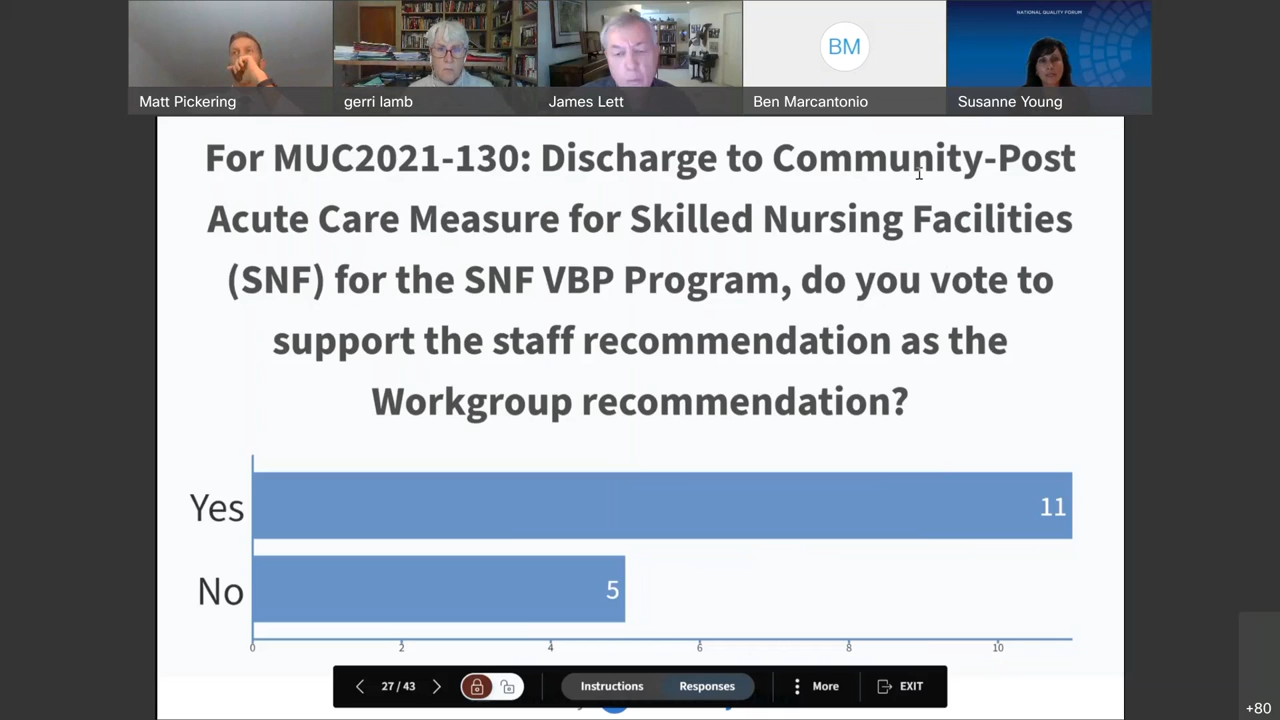 NATIONAL QUALITY FORUM
BM
Matt Pickering
gerri lamb
James Lett
Ben Marcantonio
Susanne Young
For MUC2021-130: Discharge to Community-Post
Acute Care Measure for Skilled Nursing Facilities
(SNF) for the SNF VBP Program, do you vote to
support the staff recommendation as the
Workgroup recommendation?
Yes
11
No
5
0 2 4 6 8 10
27 / 43
Instructions
Responses
More
EXIT
+80